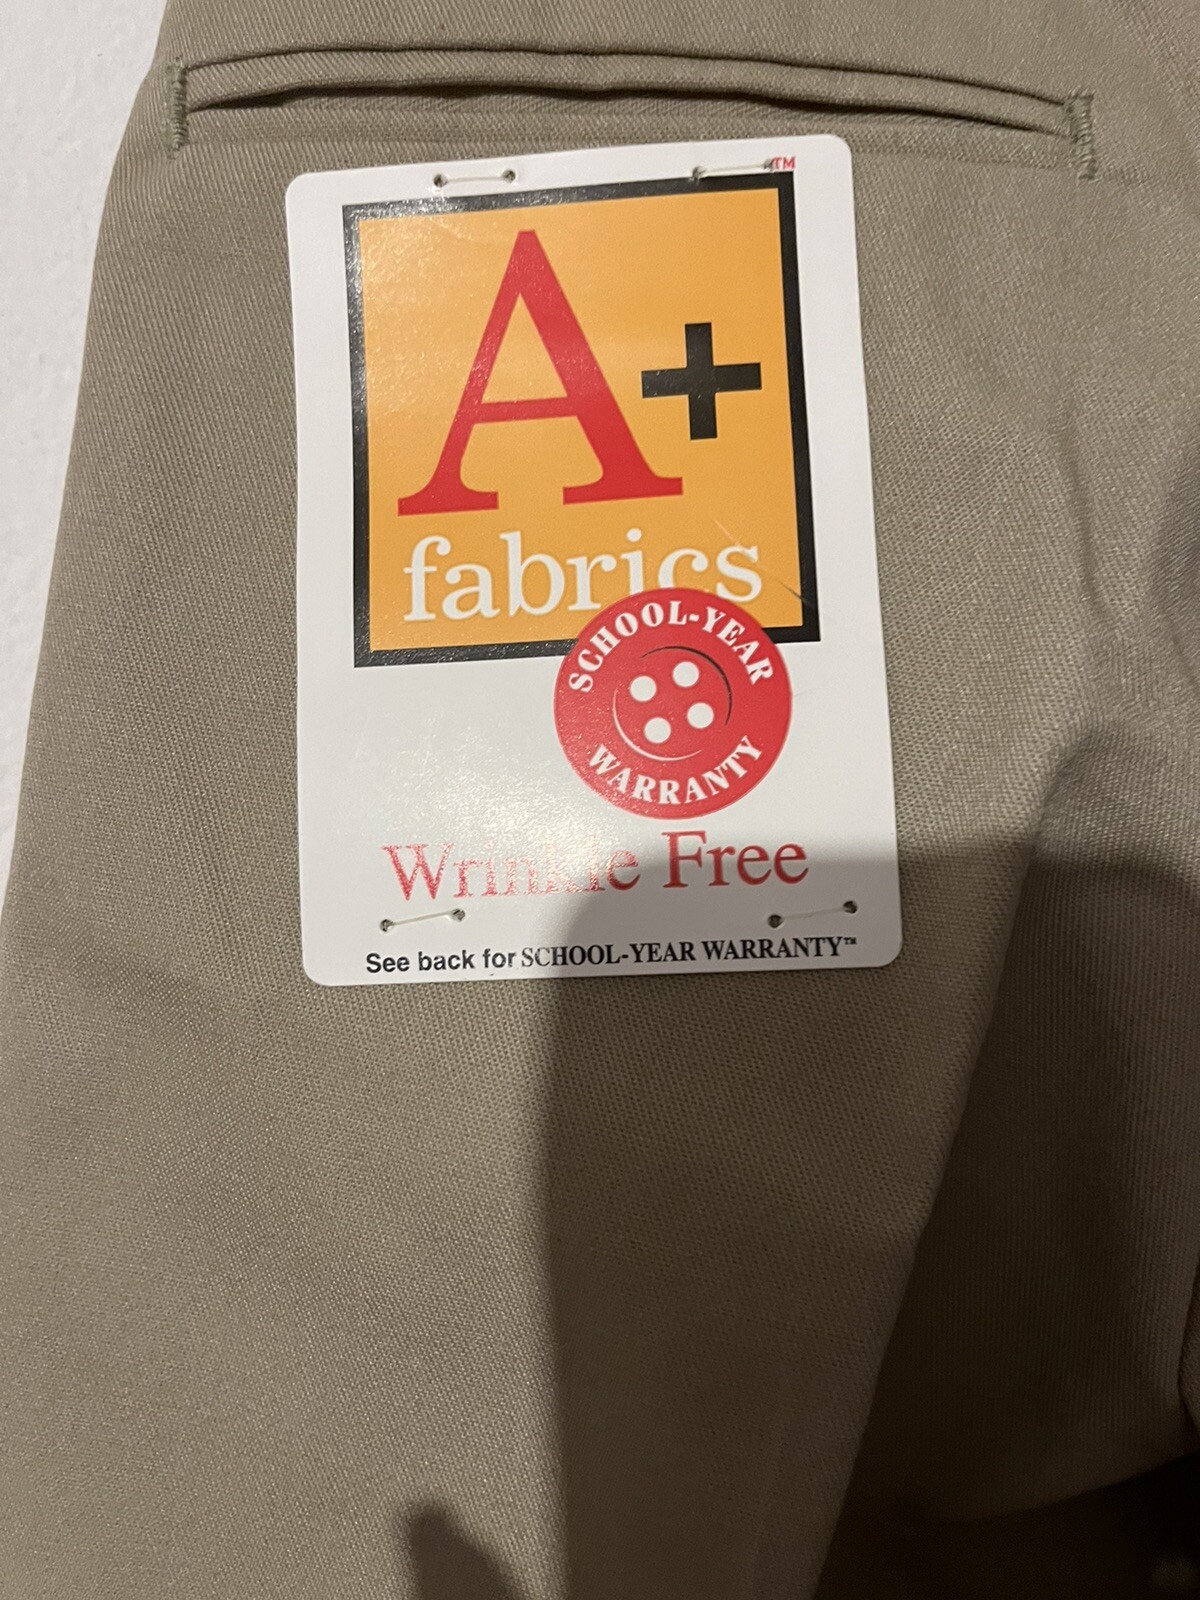 TM
A+
fabrics
SCHOOL-YEAR
WARRANTY
Wrinkle Free
See back for SCHOOL-YEAR WARRANTY™